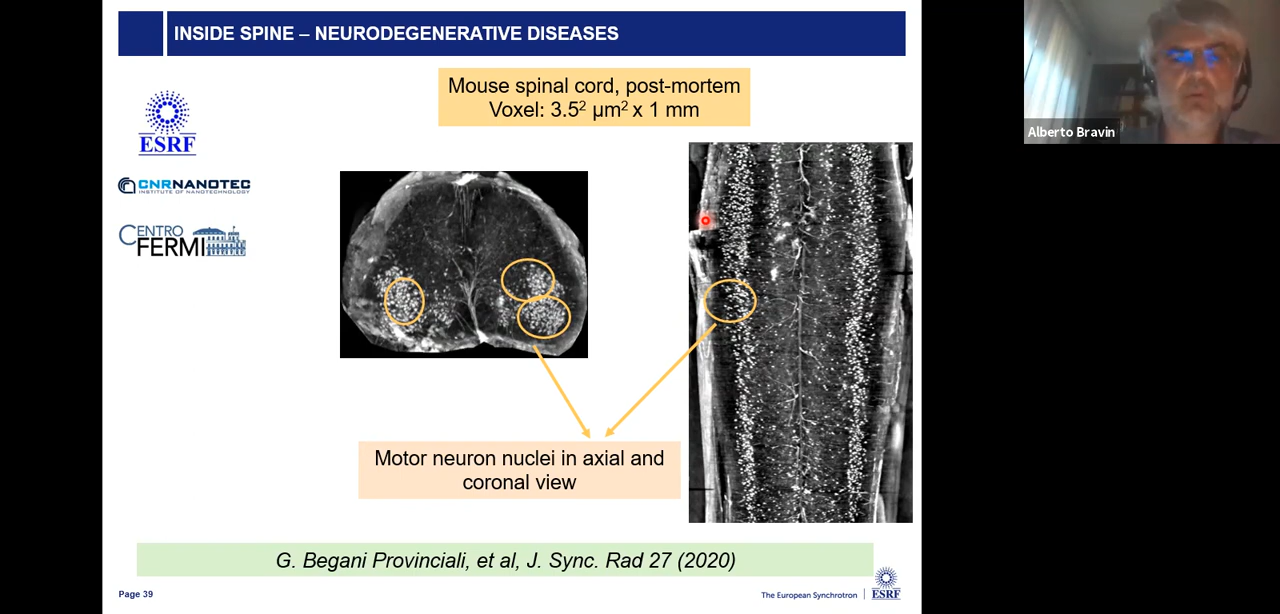 INSIDE SPINE – NEURODEGENERATIVE DISEASES
Mouse spinal cord, post-mortem
Voxel: 3.5² µm² x 1 mm
ESRF
CNRNANOTEC
INSTITUTE OF NANOTECHNOLOGY
CENTRO
FERMI
Motor neuron nuclei in axial and
coronal view
G. Begani Provinciali, et al, J. Sync. Rad 27 (2020)
Page 39
The European Synchrotron
ESRF
Alberto Bravin